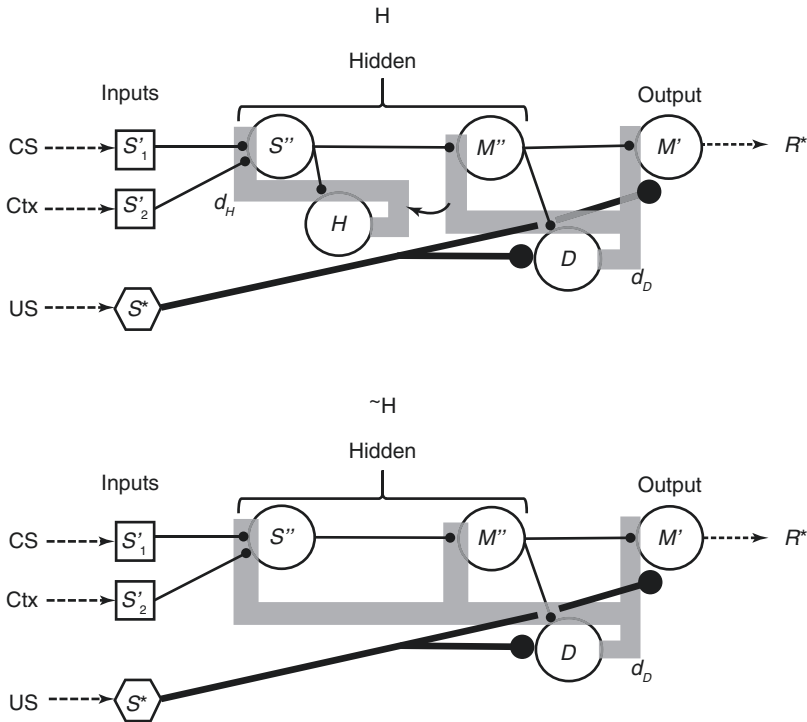 H
Hidden
Inputs
Output
CS
S'1
S''
M''
M'
R*
Ctx
S'2
dH
H
D
dD
US
S*
~H
Hidden
Inputs
Output
CS
S'1
S''
M''
M'
R*
Ctx
S'2
D
dD
US
S*